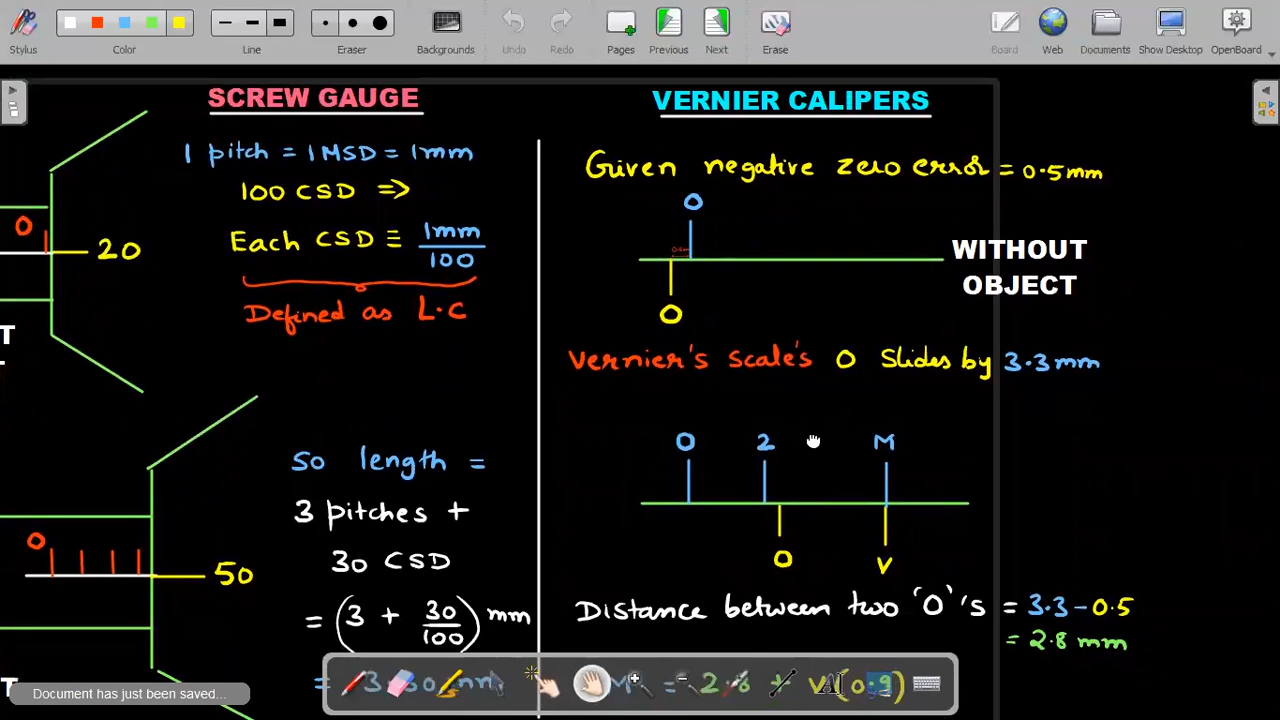 Stylus Color Line Eraser Backgrounds Undo Redo Pages Previous Next Erase Board Web Documents Show Desktop OpenBoard
SCREW GAUGE
1 pitch = 1MSD = 1mm
100 CSD =>
Each CSD ≡ 1mm/100
Defined as L.C
0
20
T
So length =
3 pitches +
30 CSD
= (3 + 30/100) mm
0
50
T
VERNIER CALIPERS
Given negative zero error = 0.5mm
0
0
WITHOUT
OBJECT
Vernier's Scale's 0 Slides by 3.3mm
0 2 M
0 V
Distance between two '0's = 3.3-0.5
= 2.8 mm
Document has just been saved...